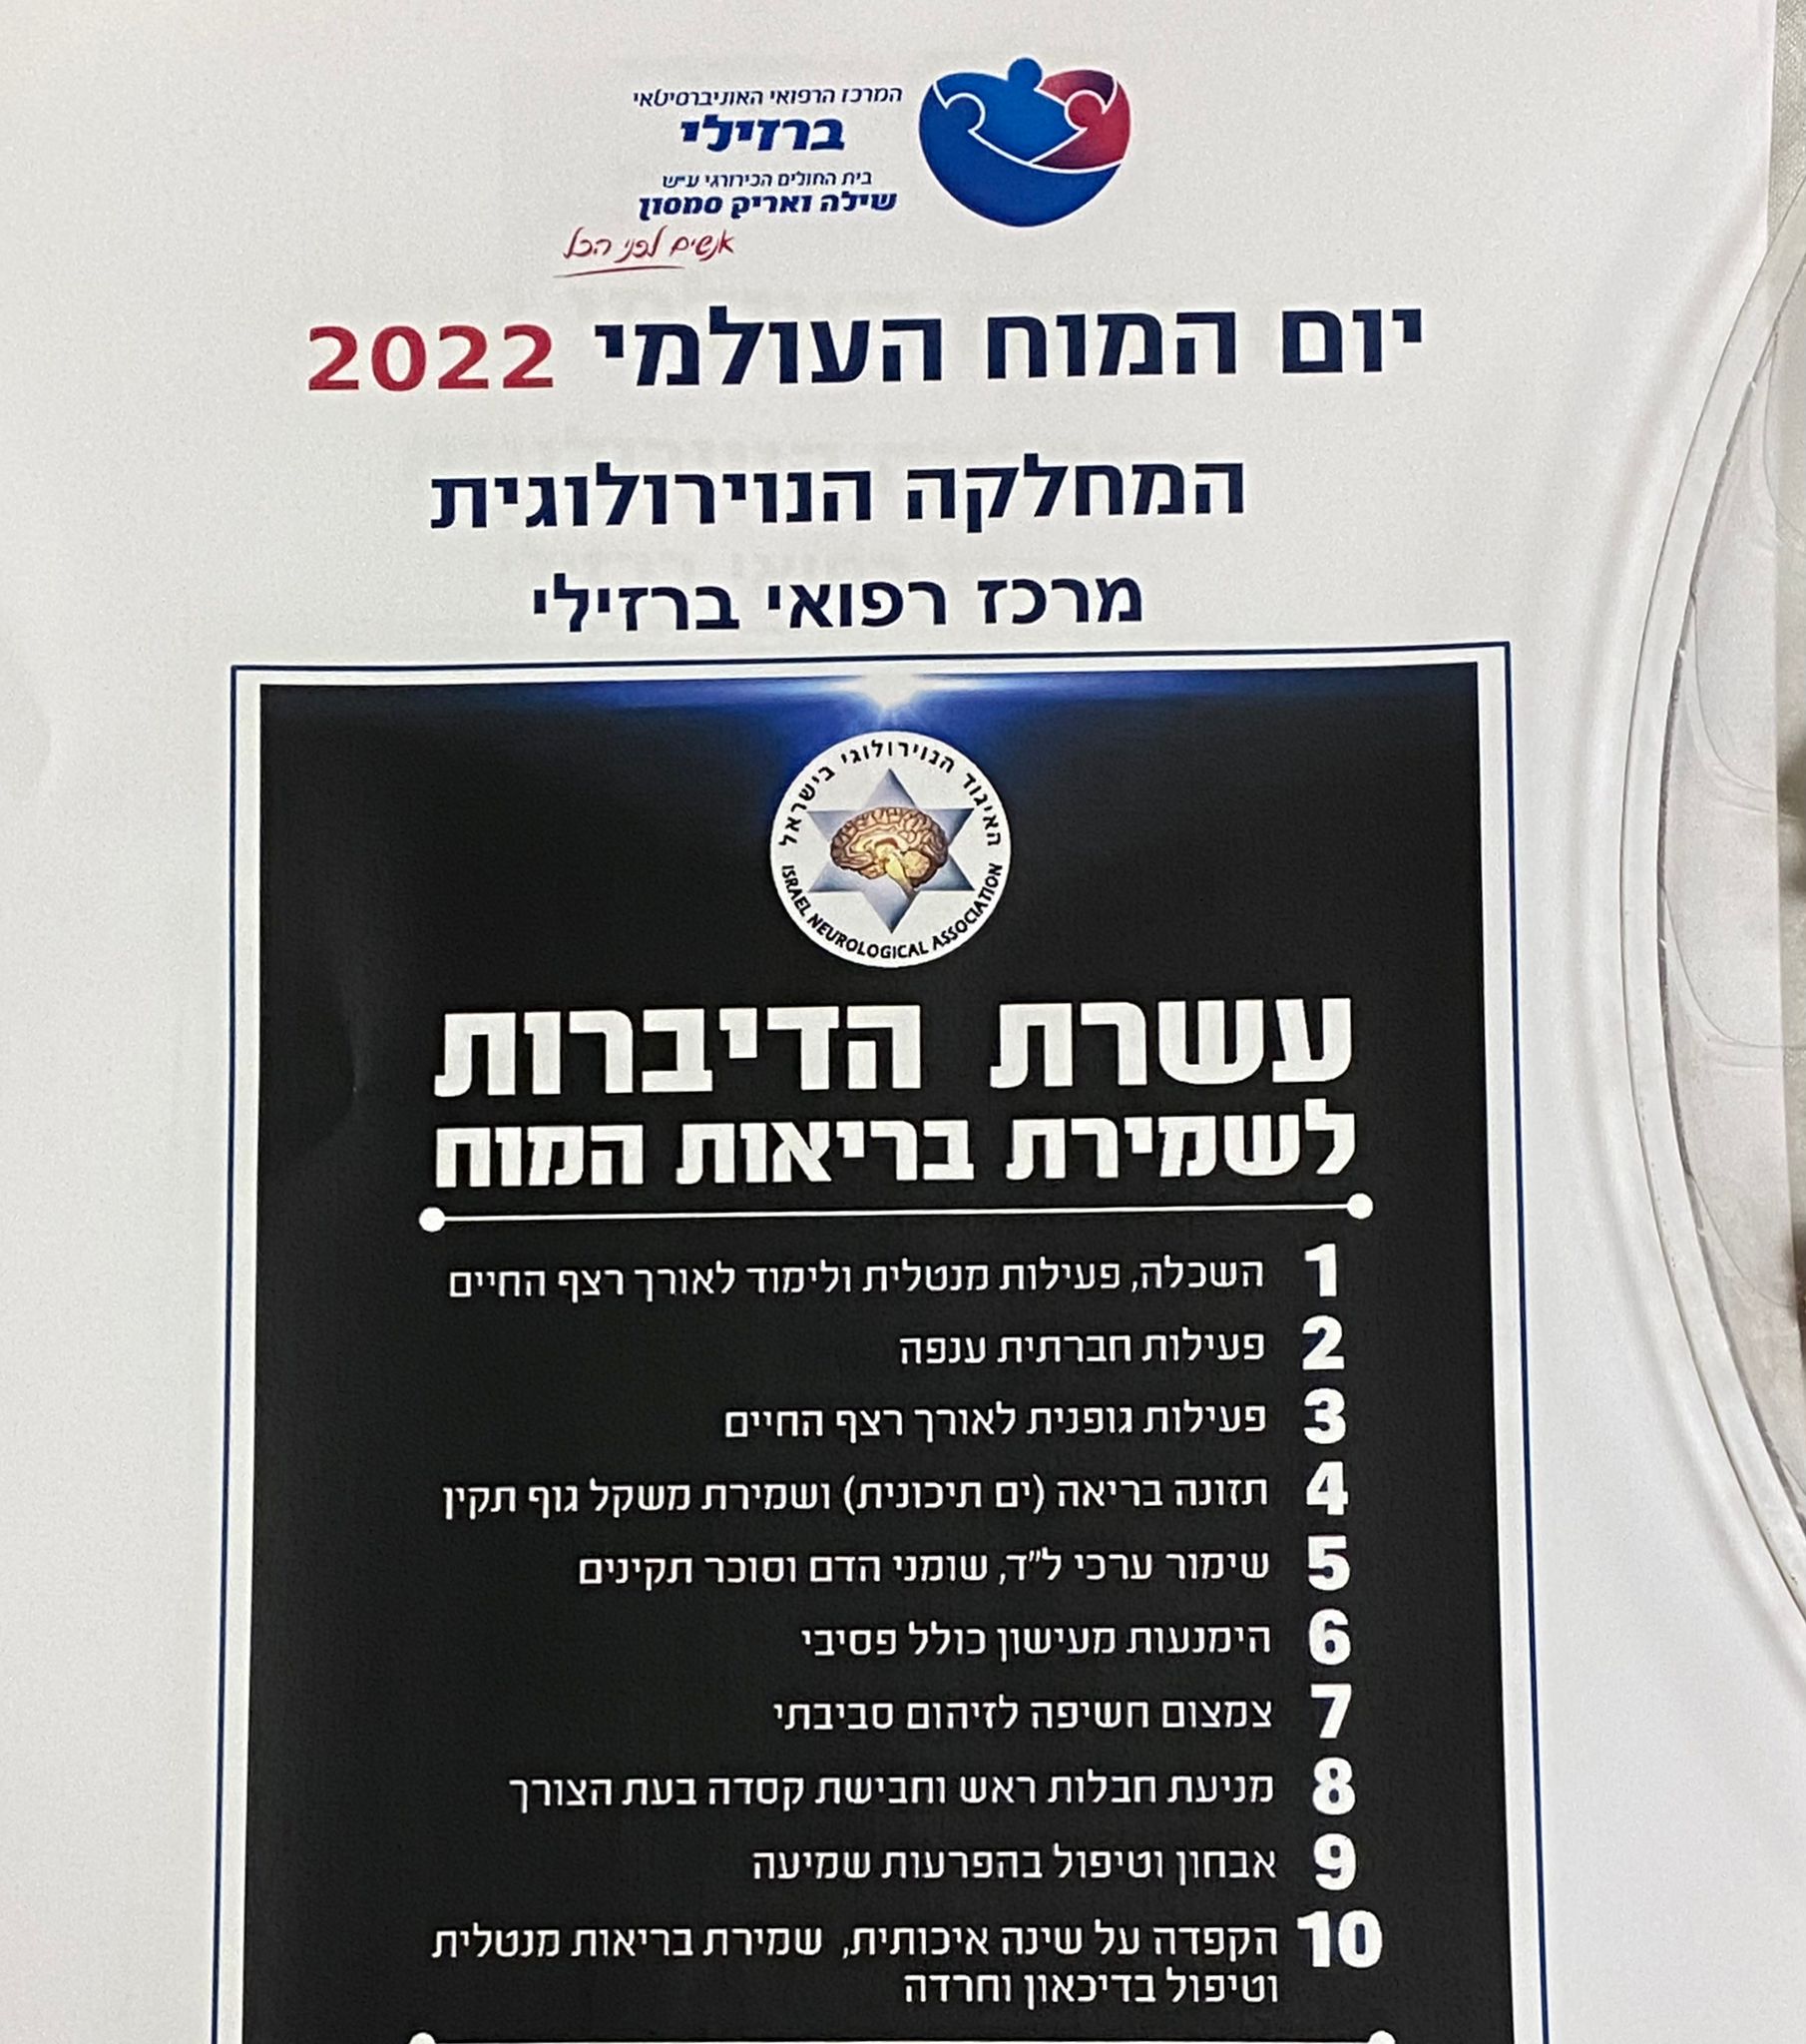 המרכז הרפואי האוניברסיטאי
ברזילי
בית החולים הכירורגי ע״ש
שילה ואריק סמסון
אנשים לפני הכל
יום המוח העולמי 2022
המחלקה הנוירולוגית
מרכז רפואי ברזילי
האיגוד הנוירולוגי בישראל
ISRAEL NEUROLOGICAL ASSOCIATION
עשרת הדיברות
לשמירת בריאות המוח
1 השכלה, פעילות מנטלית ולימוד לאורך רצף החיים
2 פעילות חברתית ענפה
3 פעילות גופנית לאורך רצף החיים
4 תזונה בריאה (ים תיכונית) ושמירת משקל גוף תקין
5 שימור ערכי ל״ד, שומני הדם וסוכר תקינים
6 הימנעות מעישון כולל פסיבי
7 צמצום חשיפה לזיהום סביבתי
8 מניעת חבלות ראש וחבישת קסדה בעת הצורך
9 אבחון וטיפול בהפרעות שמיעה
10 הקפדה על שינה איכותית, שמירת בריאות מנטלית
וטיפול בדיכאון וחרדה